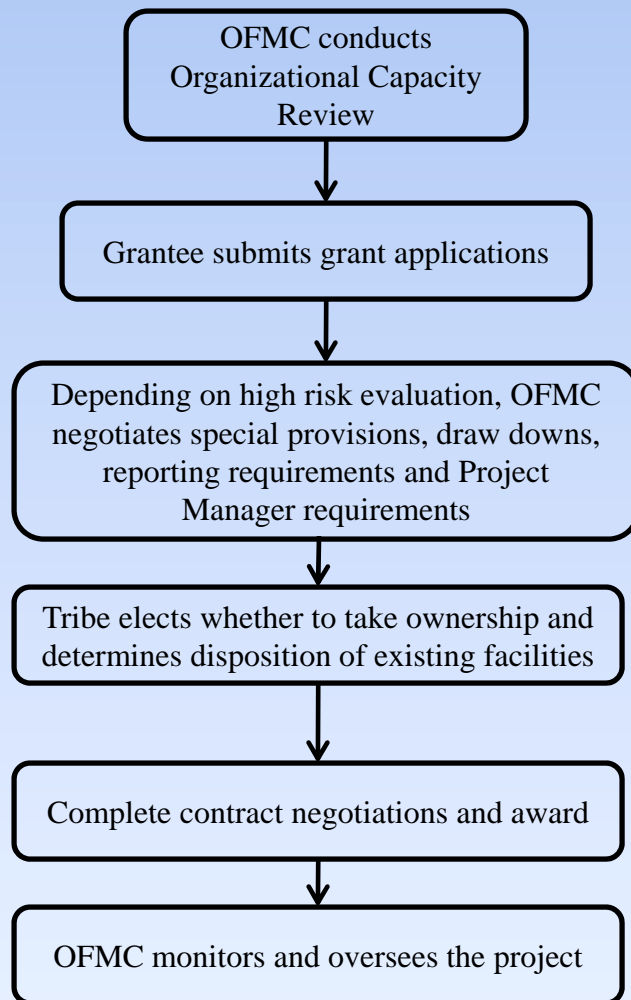 OFMC conducts
Organizational Capacity
Review
Grantee submits grant applications
Depending on high risk evaluation, OFMC
negotiates special provisions, draw downs,
reporting requirements and Project
Manager requirements
Tribe elects whether to take ownership and
determines disposition of existing facilities
Complete contract negotiations and award
OFMC monitors and oversees the project